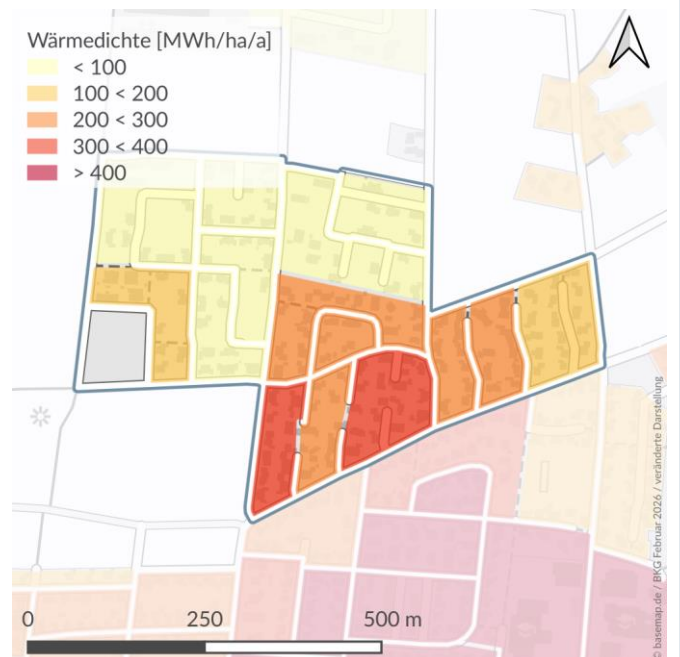 Wärmedichte [MWh/ha/a]
< 100
100 < 200
200 < 300
300 < 400
> 400
0 250 500 m
© basemap.de / BKG Februar 2026 / veränderte Darstellung